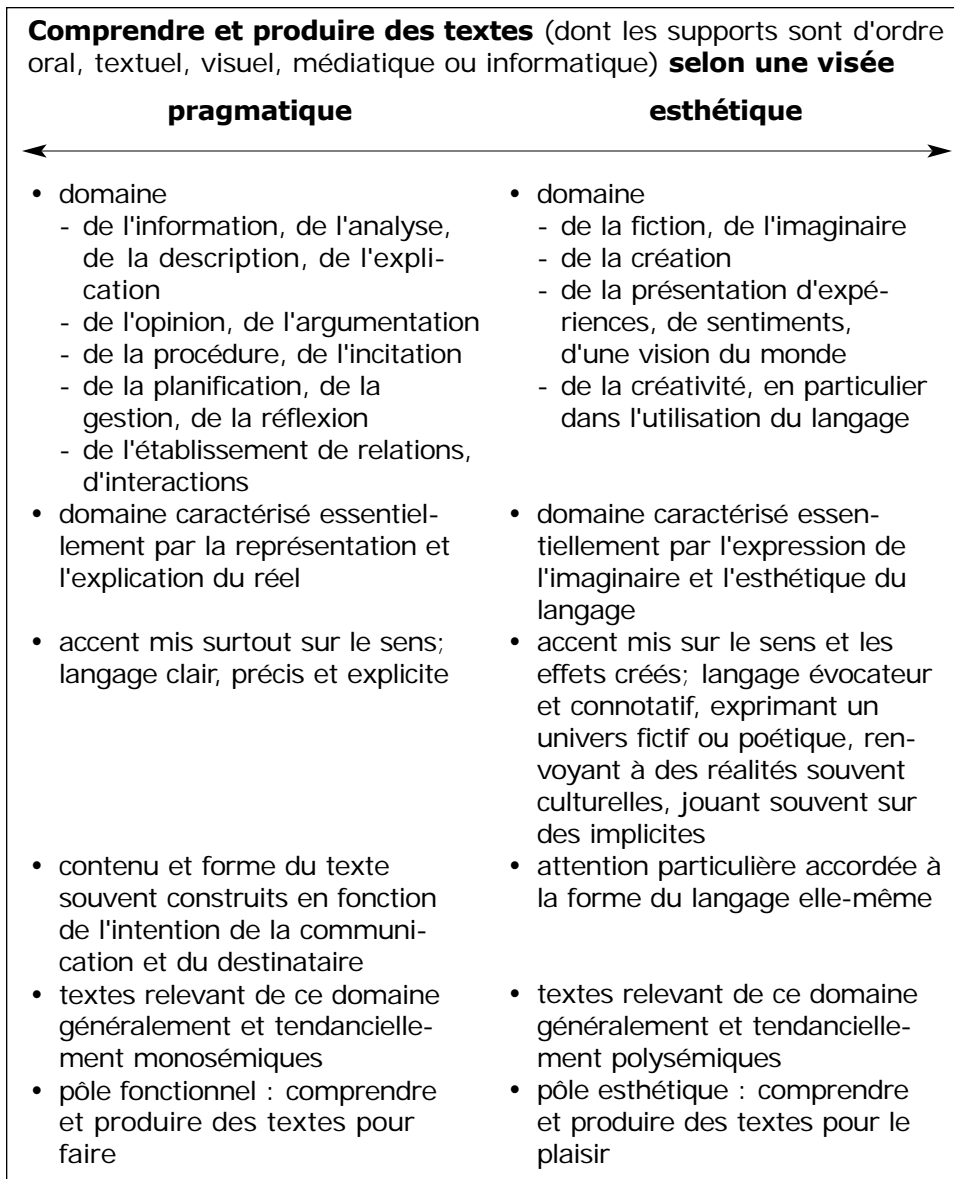 Comprendre et produire des textes (dont les supports sont d'ordre
oral, textuel, visuel, médiatique ou informatique) selon une visée
pragmatique
esthétique
• domaine
- de l'information, de l'analyse,
de la description, de l'expli-
cation
- de l'opinion, de l'argumentation
- de la procédure, de l'incitation
- de la planification, de la
gestion, de la réflexion
- de l'établissement de relations,
d'interactions
• domaine caractérisé essentiel-
lement par la représentation et
l'explication du réel
• accent mis surtout sur le sens;
langage clair, précis et explicite
• contenu et forme du texte
souvent construits en fonction
de l'intention de la communi-
cation et du destinataire
• textes relevant de ce domaine
généralement et tendancielle-
ment monosémiques
• pôle fonctionnel : comprendre
et produire des textes pour
faire
• domaine
- de la fiction, de l'imaginaire
- de la création
- de la présentation d'expé-
riences, de sentiments,
d'une vision du monde
- de la créativité, en particulier
dans l'utilisation du langage
• domaine caractérisé essen-
tiellement par l'expression de
l'imaginaire et l'esthétique du
langage
• accent mis sur le sens et les
effets créés; langage évocateur
et connotatif, exprimant un
univers fictif ou poétique, ren-
voyant à des réalités souvent
culturelles, jouant souvent sur
des implicites
• attention particulière accordée à
la forme du langage elle-même
• textes relevant de ce domaine
généralement et tendancielle-
ment polysémiques
• pôle esthétique : comprendre
et produire des textes pour le
plaisir